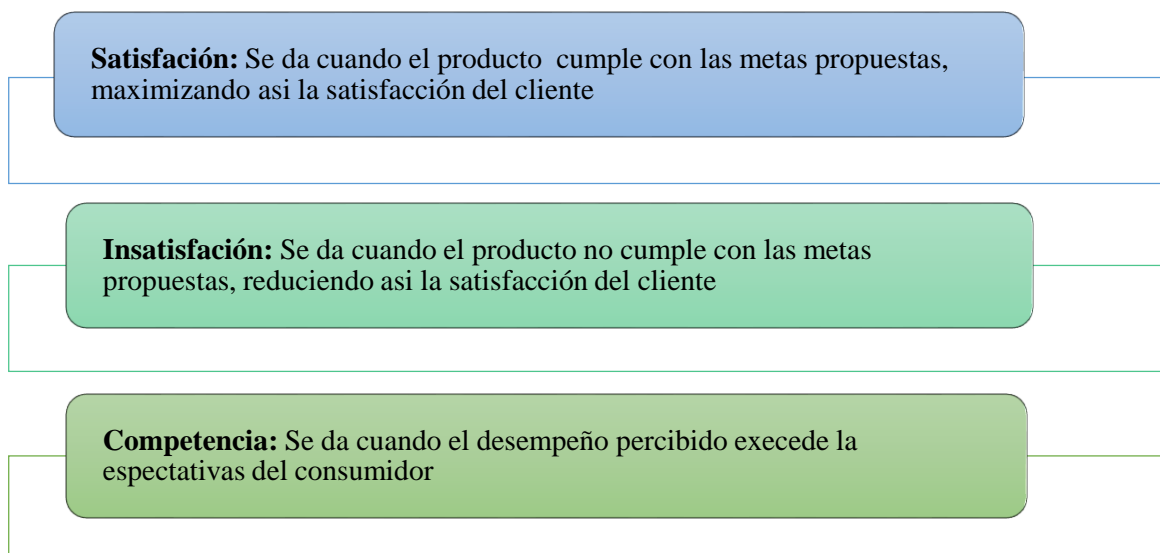 Satisfación: Se da cuando el producto  cumple con las metas propuestas,
maximizando asi la satisfacción del cliente
Insatisfación: Se da cuando el producto no cumple con las metas
propuestas, reduciendo asi la satisfacción del cliente
Competencia: Se da cuando el desempeño percibido execede la
espectativas del consumidor